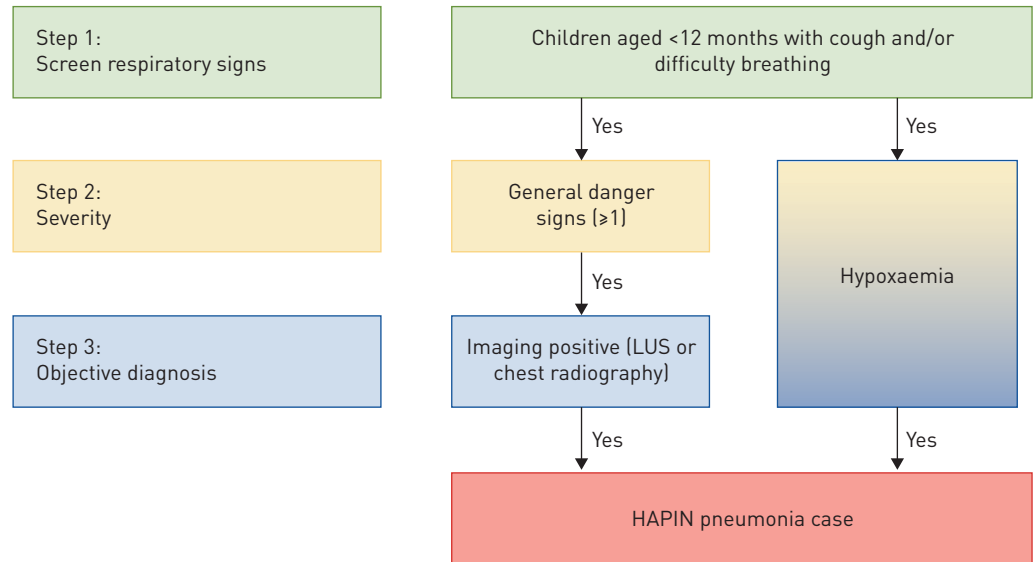 Step 1:
Screen respiratory signs
Children aged <12 months with cough and/or
difficulty breathing
Yes
Yes
Step 2:
Severity
General danger
signs (⩾1)
Hypoxaemia
Yes
Step 3:
Objective diagnosis
Imaging positive (LUS or
chest radiography)
Yes
Yes
HAPIN pneumonia case